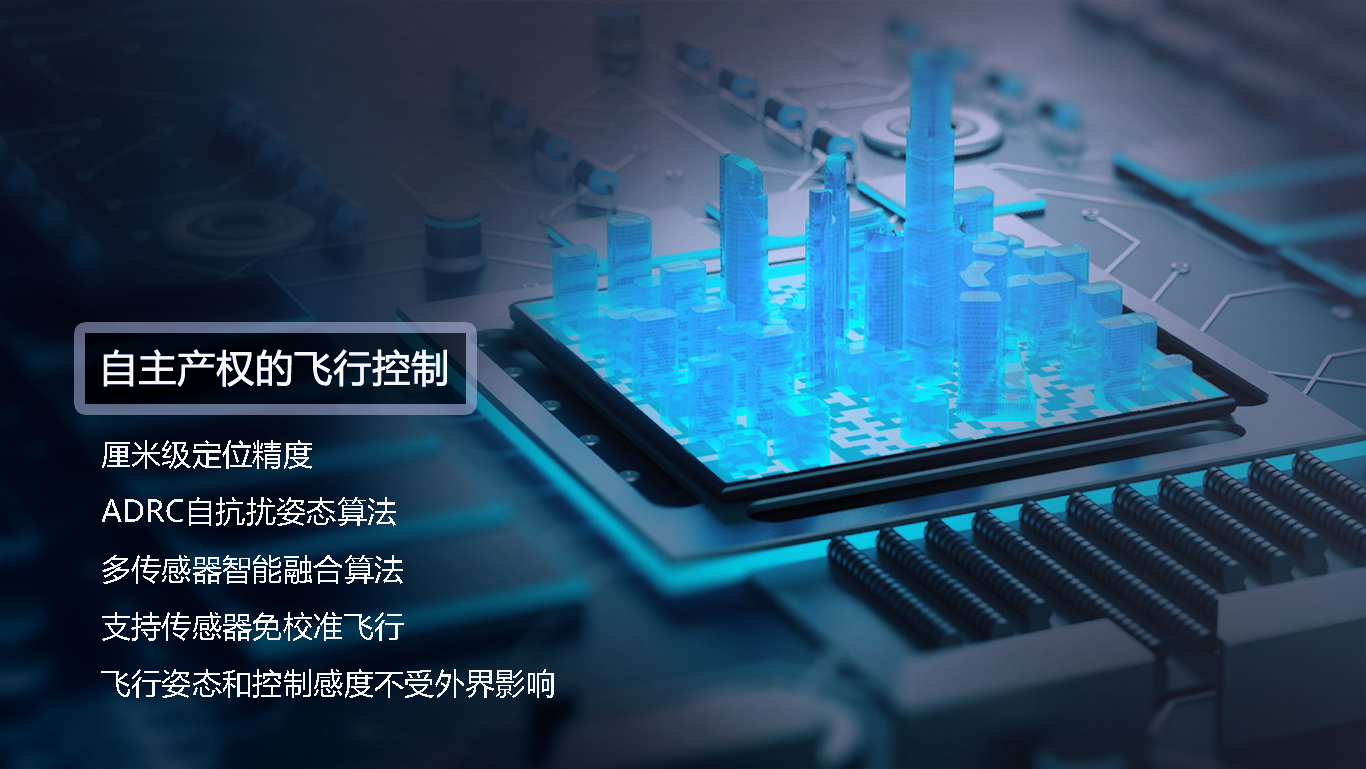 自主产权的飞行控制
厘米级定位精度
ADRC自抗扰姿态算法
多传感器智能融合算法
支持传感器免校准飞行
飞行姿态和控制感度不受外界影响